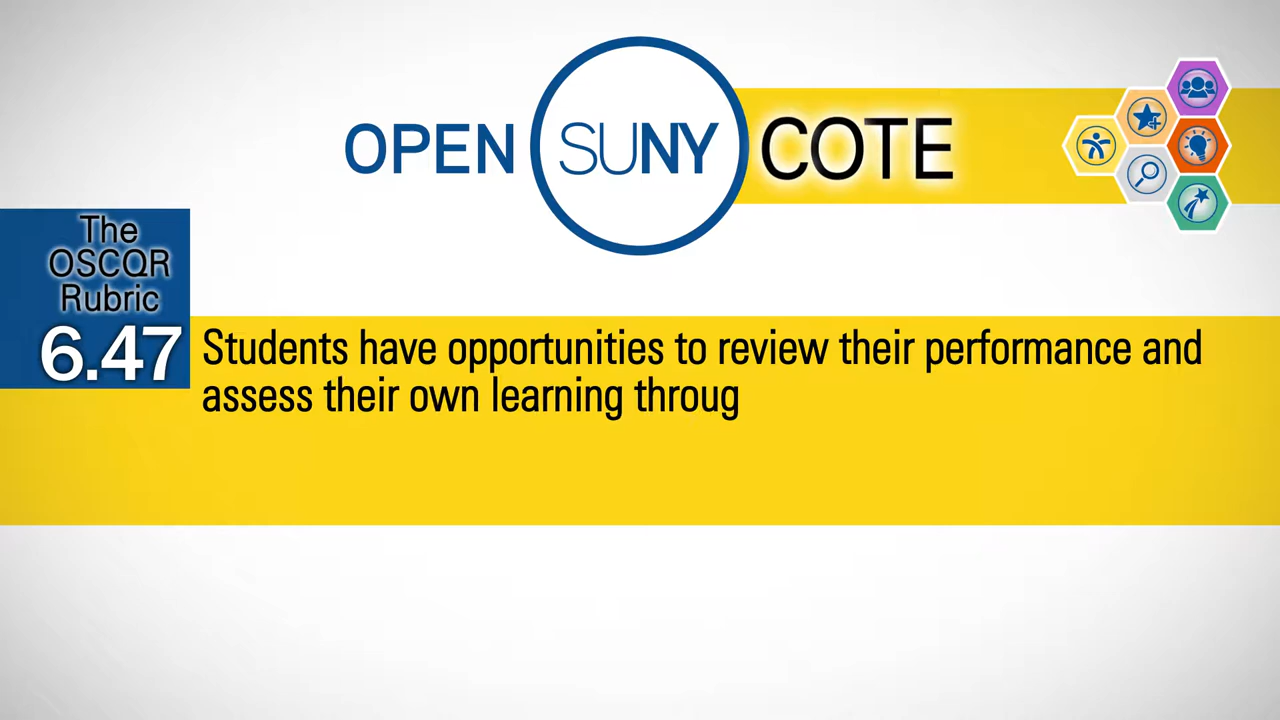 OPEN SUNY COTE
The
OSCQR
Rubric
6.47
Students have opportunities to review their performance and
assess their own learning throug